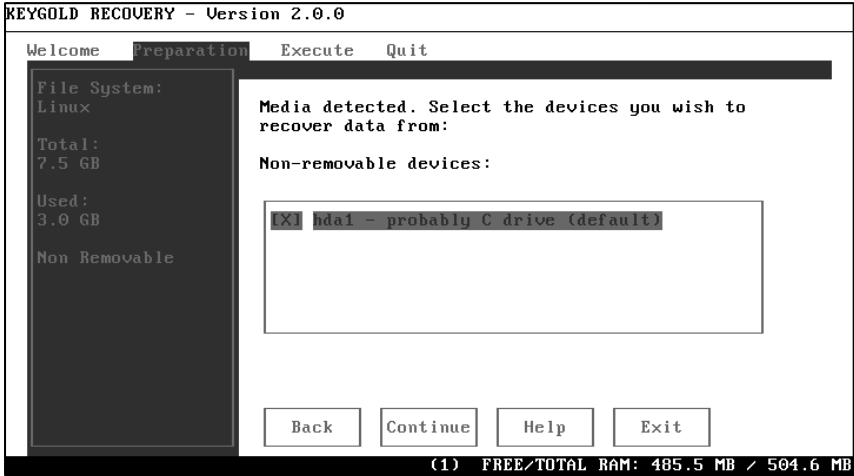 KEYGOLD RECOVERY - Version 2.0.0
Welcome Preparation Execute Quit
File System:
Linux
Total:
7.5 GB
Used:
3.0 GB
Non Removable
Media detected. Select the devices you wish to
recover data from:
Non-removable devices:
[X] hda1 - probably C drive (default)
Back Continue Help Exit
(1) FREE/TOTAL RAM: 485.5 MB / 504.6 MB